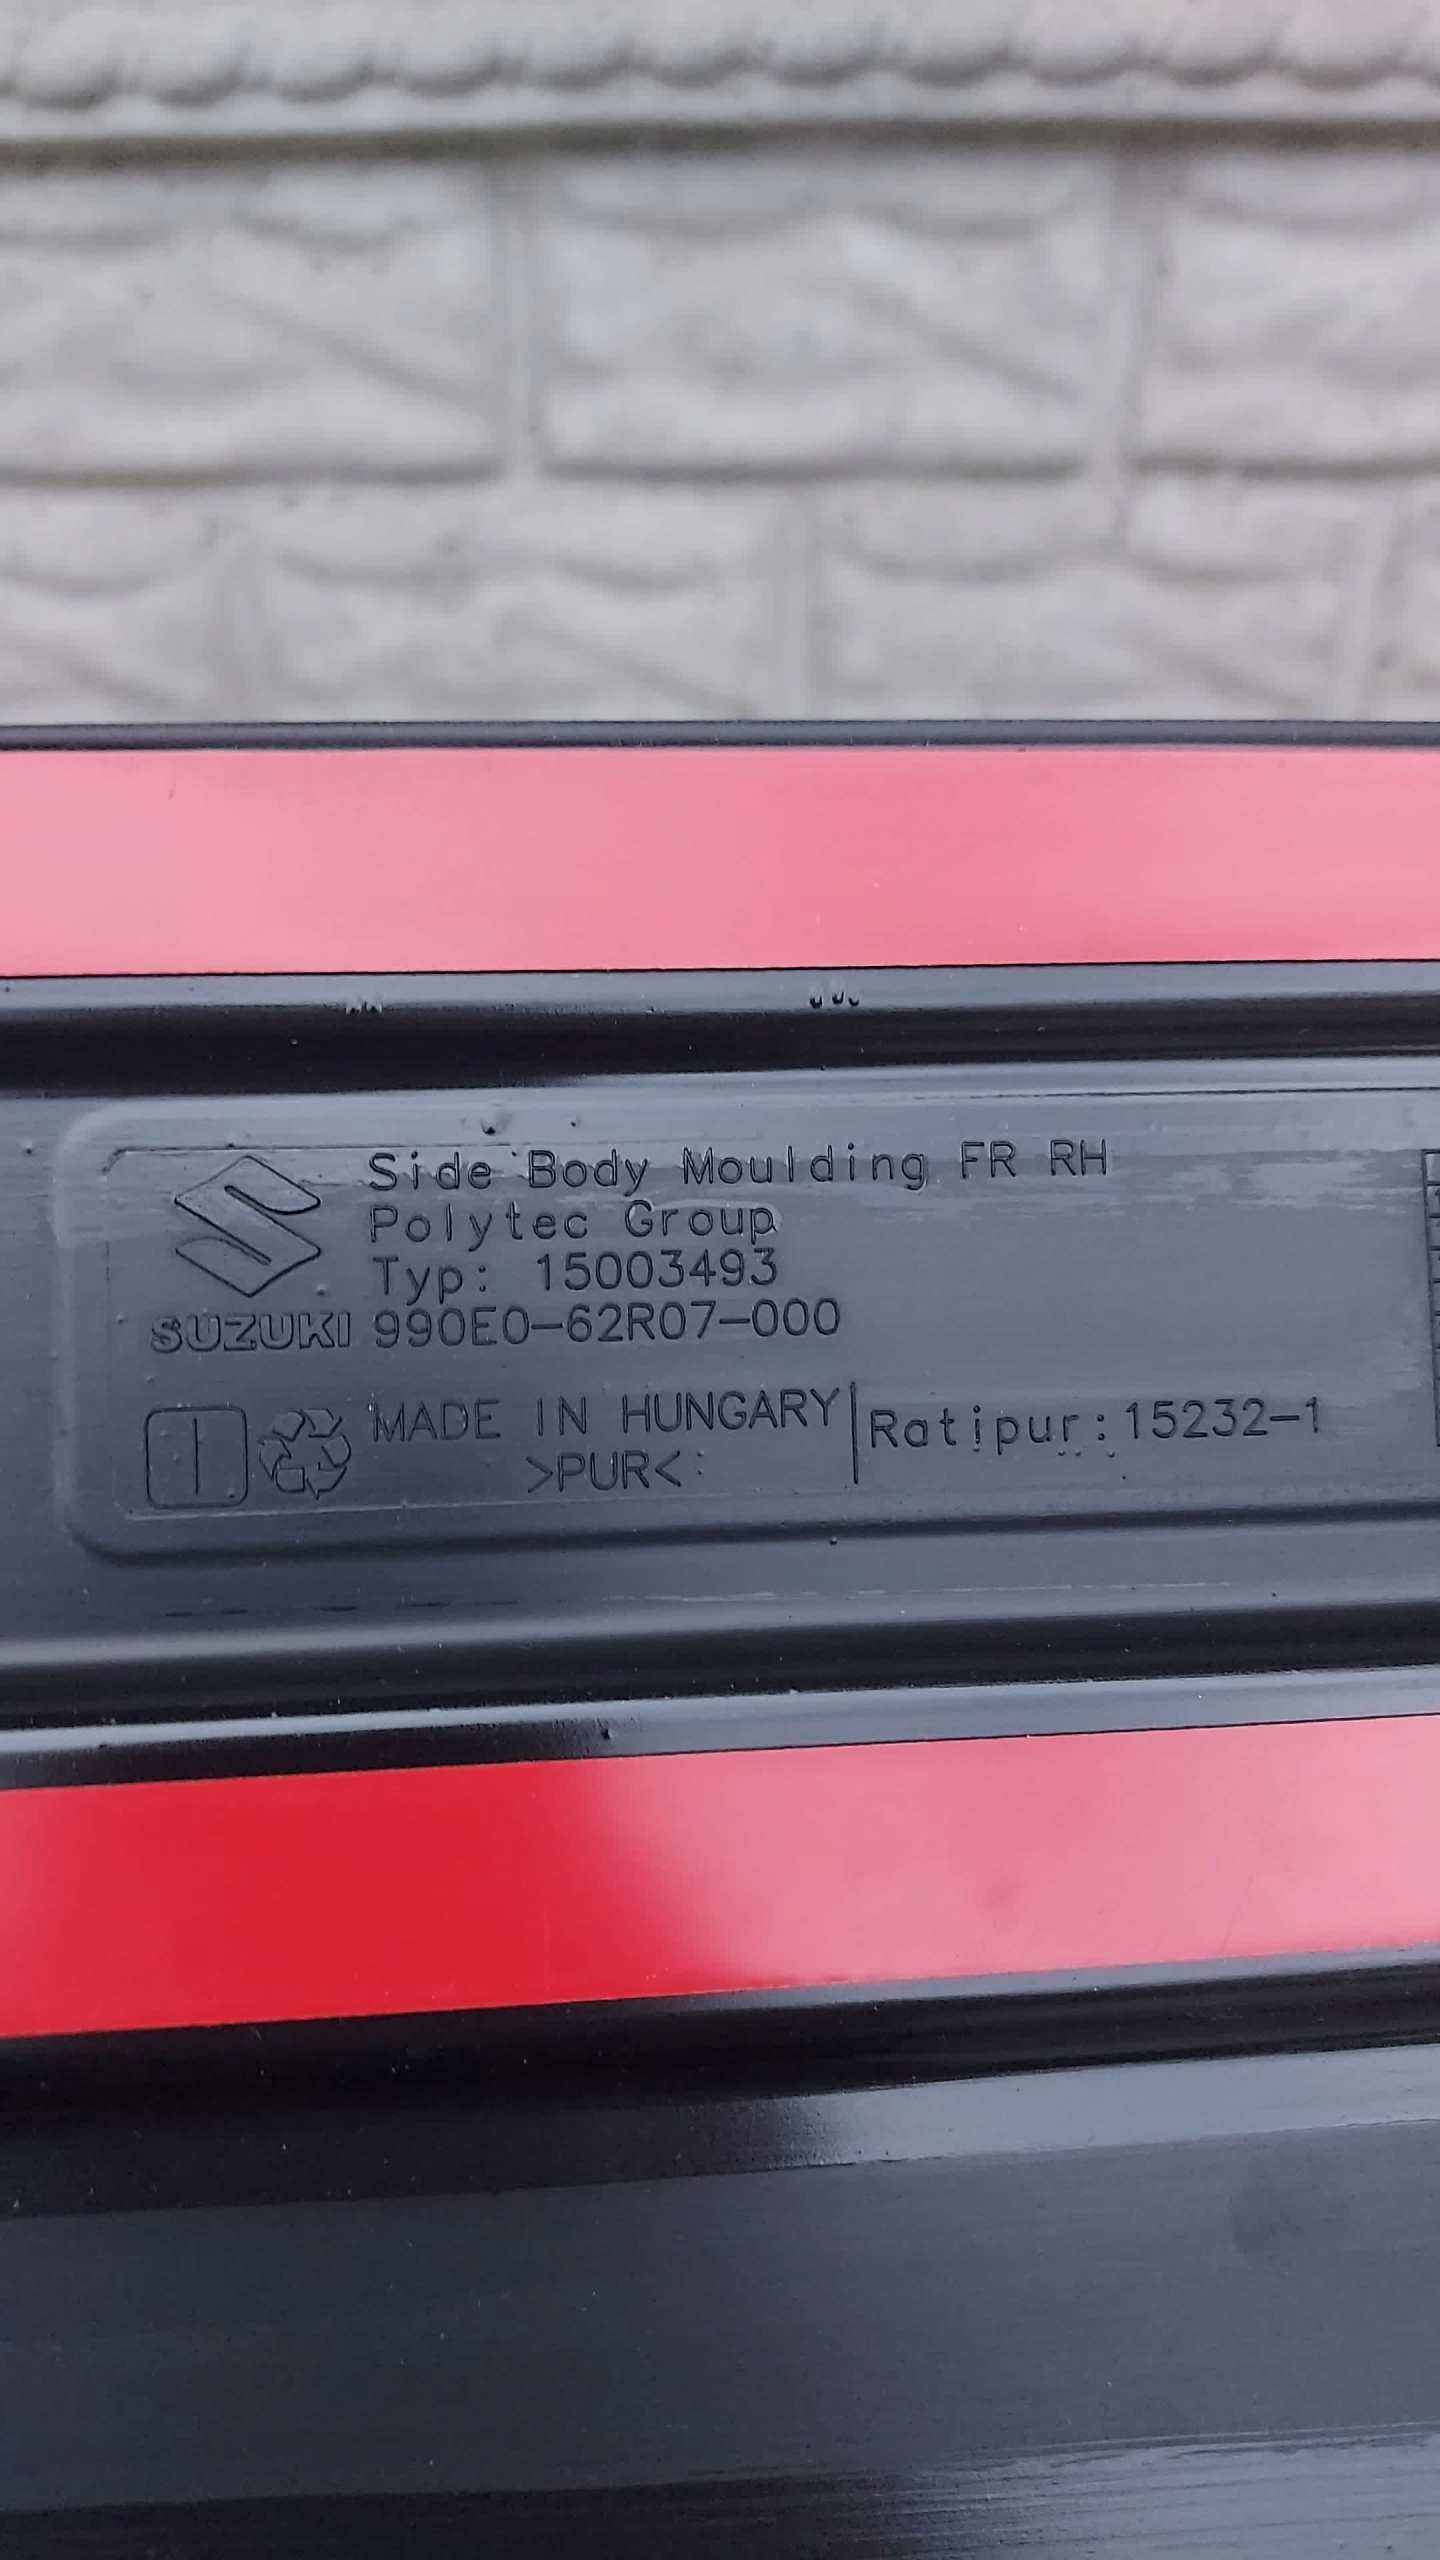 Side Body Moulding FR RH
Polytec Group
Typ: 15003493
SUZUKI 990E0-62R07-000
MADE IN HUNGARY
>PUR<
Ratipur: 15232-1